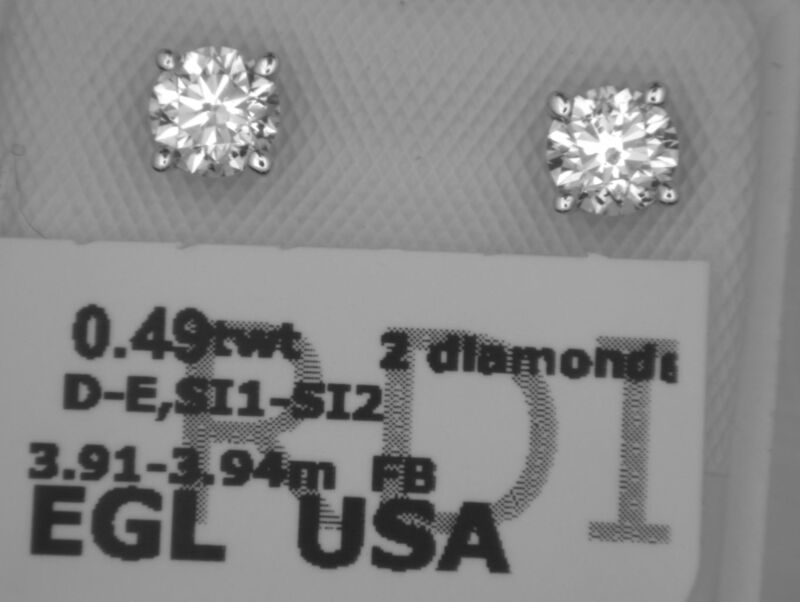 0.49twt 2 diamonds
D-E,SI1-SI2
3.91-3.94m FB
EGL USA
RDI